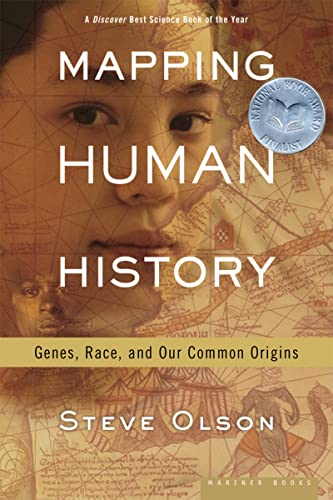 A Discover Best Science Book of the Year
MAPPING
HUMAN
HISTORY
NATIONAL BOOK AWARD
FINALIST
Genes, Race, and Our Common Origins
STEVE OLSON
MARINER BOOKS